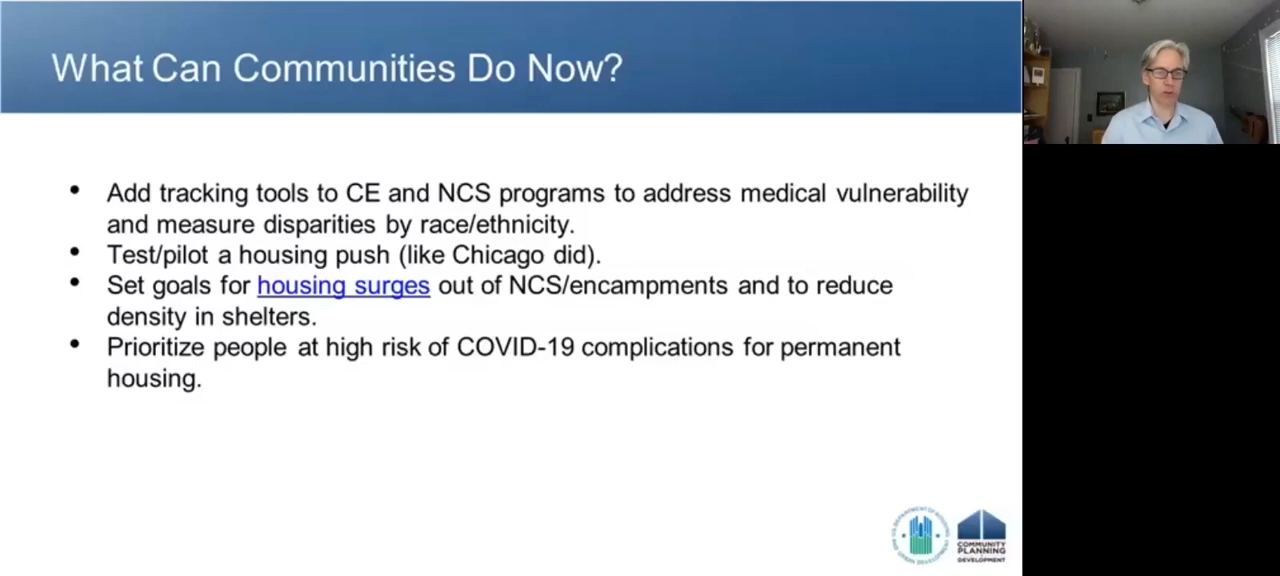 What Can Communities Do Now?
• Add tracking tools to CE and NCS programs to address medical vulnerability
and measure disparities by race/ethnicity.
• Test/pilot a housing push (like Chicago did).
• Set goals for housing surges out of NCS/encampments and to reduce
density in shelters.
• Prioritize people at high risk of COVID-19 complications for permanent
housing.
COMMUNITY
PLANNING
DEVELOPMENT